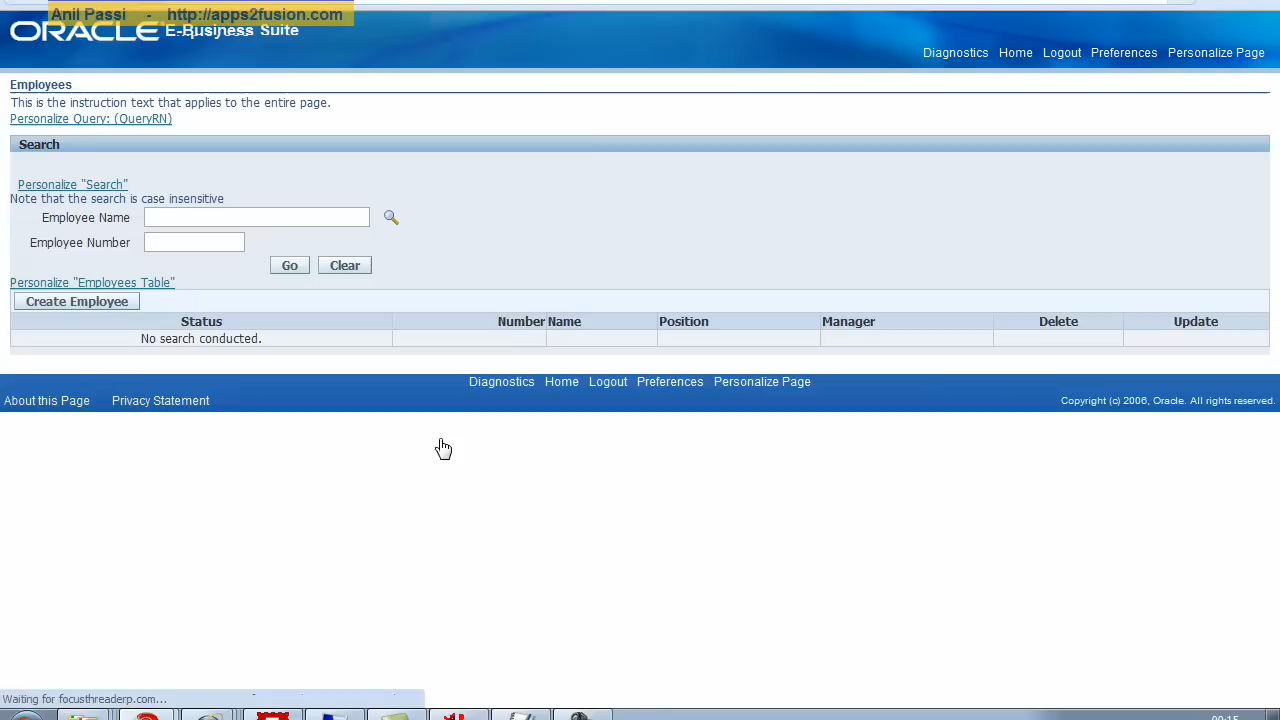 Anil Passi - http://apps2fusion.com
ORACLE E-Business Suite
Diagnostics Home Logout Preferences Personalize Page
Employees
This is the instruction text that applies to the entire page.
Personalize Query: (QueryRN)
Search
Personalize "Search"
Note that the search is case insensitive
Employee Name
Employee Number
Go Clear
Personalize "Employees Table"
Create Employee
Status Number Name Position Manager Delete Update
No search conducted.
Diagnostics Home Logout Preferences Personalize Page
About this Page Privacy Statement Copyright (c) 2006, Oracle. All rights reserved.
Waiting for focusthreaderp.com...